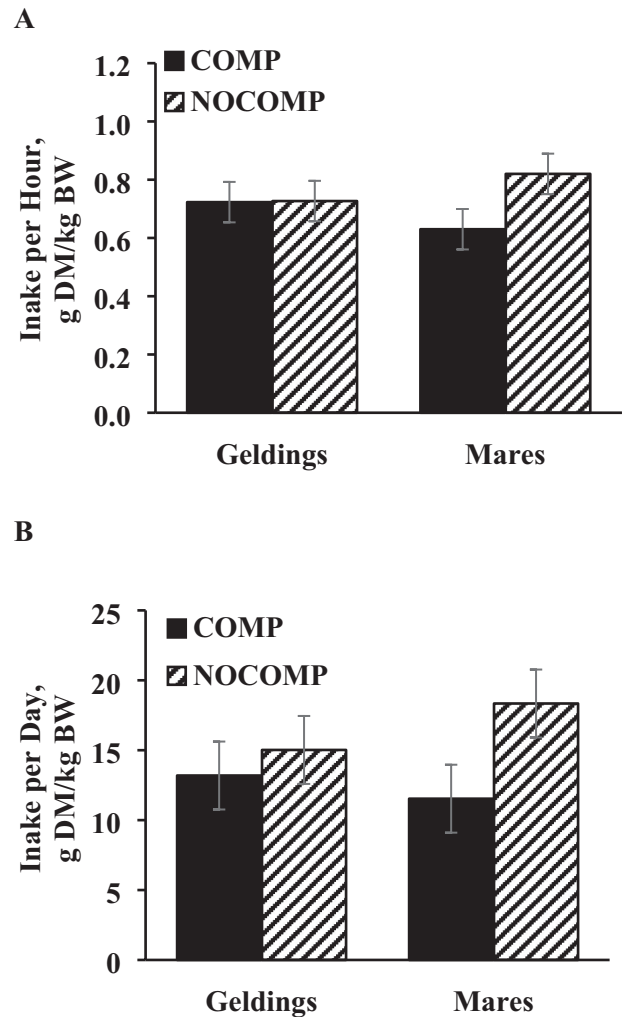 A
COMP
NOCOMP
Inake per Hour,
g DM/kg BW
1.2
1.0
0.8
0.6
0.4
0.2
0.0
Geldings Mares
B
COMP
NOCOMP
Inake per Day,
g DM/kg BW
25
20
15
10
5
0
Geldings Mares